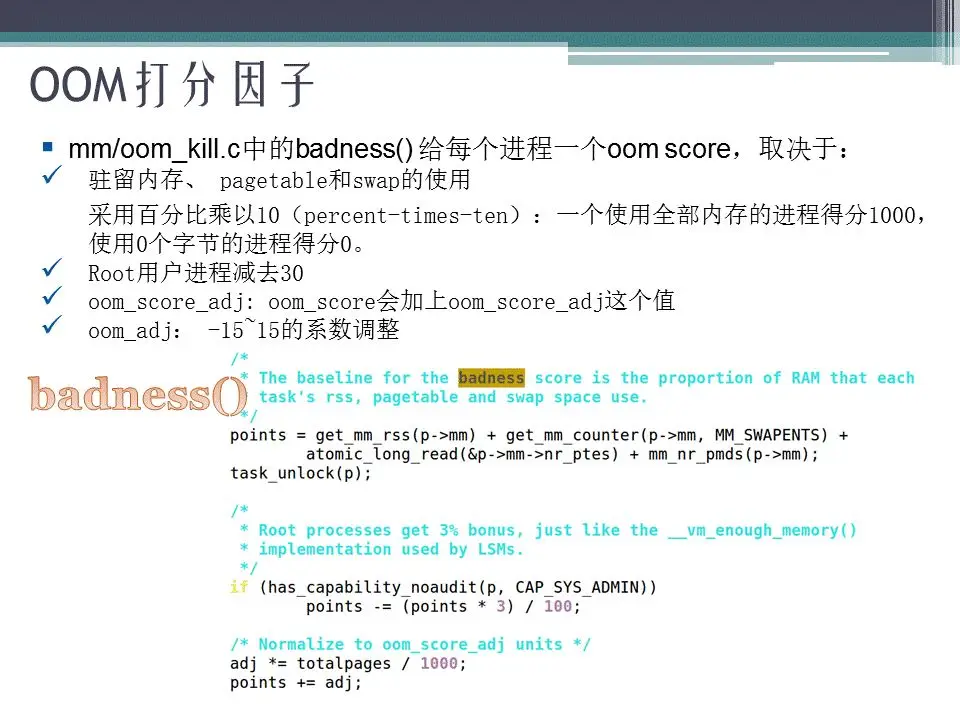 OOM打分因子
▪ mm/oom_kill.c中的badness() 给每个进程一个oom score，取决于：
✓ 驻留内存、 pagetable和swap的使用
采用百分比乘以10（percent-times-ten）：一个使用全部内存的进程得分1000，
使用0个字节的进程得分0。
✓ Root用户进程减去30
✓ oom_score_adj: oom_score会加上oom_score_adj这个值
✓ oom_adj： -15~15的系数调整
badness()
/*
* The baseline for the badness score is the proportion of RAM that each
task's rss, pagetable and swap space use.
*/
points = get_mm_rss(p->mm) + get_mm_counter(p->mm, MM_SWAPENTS) +
atomic_long_read(&p->mm->nr_ptes) + mm_nr_pmds(p->mm);
task_unlock(p);
/*
* Root processes get 3% bonus, just like the __vm_enough_memory()
* implementation used by LSMs.
*/
if (has_capability_noaudit(p, CAP_SYS_ADMIN))
points -= (points * 3) / 100;
/* Normalize to oom_score_adj units */
adj *= totalpages / 1000;
points += adj;